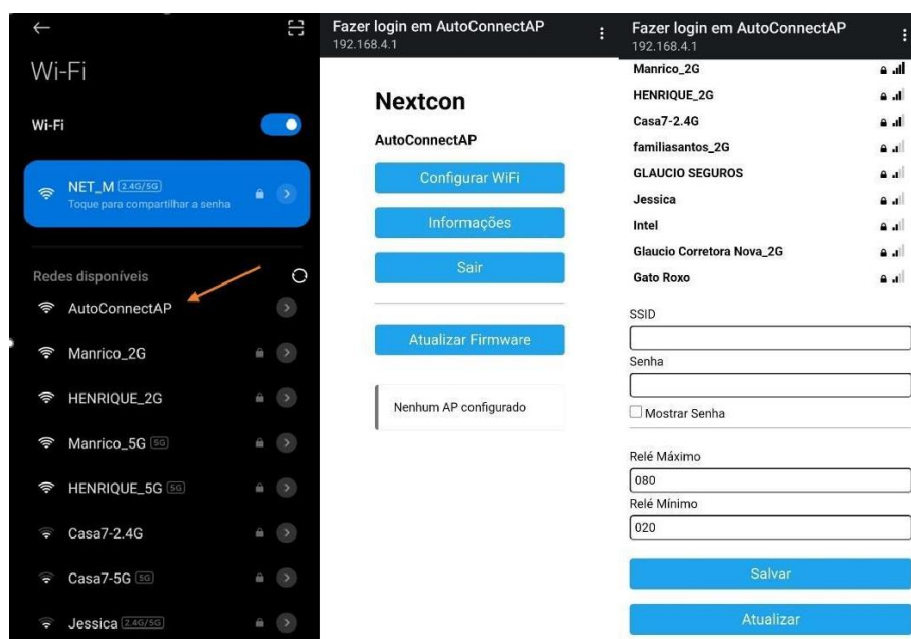 Wi-Fi
Wi-Fi
NET_M 2.4G/5G
Toque para compartilhar a senha
Redes disponíveis
AutoConnectAP
Manrico_2G
HENRIQUE_2G
Manrico_5G 5G
HENRIQUE_5G 5G
Casa7-2.4G
Casa7-5G 5G
Jessica 2.4G/5G
Fazer login em AutoConnectAP
192.168.4.1
Nextcon
AutoConnectAP
Configurar WiFi
Informações
Sair
Atualizar Firmware
Nenhum AP configurado
Fazer login em AutoConnectAP
192.168.4.1
Manrico_2G
HENRIQUE_2G
Casa7-2.4G
familiasantos_2G
GLAUCIO SEGUROS
Jessica
Intel
Glaucio Corretora Nova_2G
Gato Roxo
SSID
Senha
Mostrar Senha
Relé Máximo
080
Relé Mínimo
020
Salvar
Atualizar